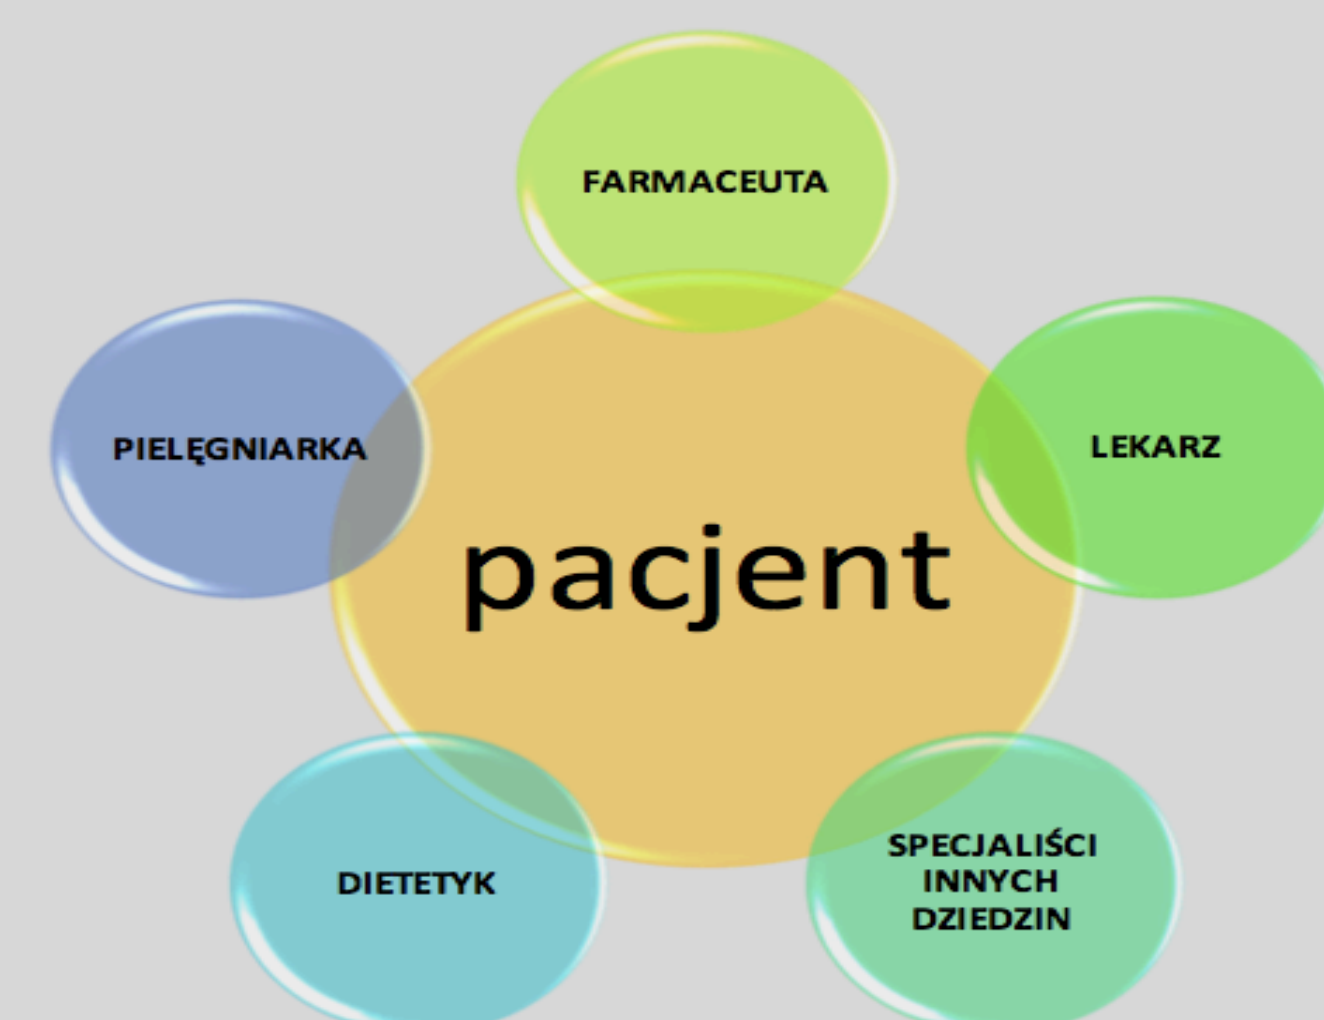 FARMACEUTA
PIELĘGNIARKA
LEKARZ
pacjent
DIETETYK
SPECJALIŚCI
INNYCH
DZIEDZIN